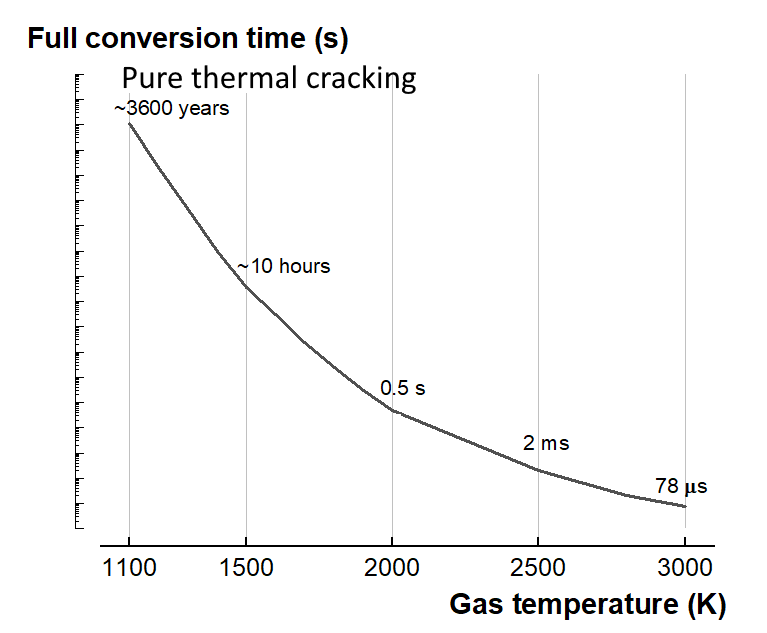 Full conversion time (s)
Pure thermal cracking
~3600 years
~10 hours
0.5 s
2 ms
78 μs
1100 1500 2000 2500 3000
Gas temperature (K)